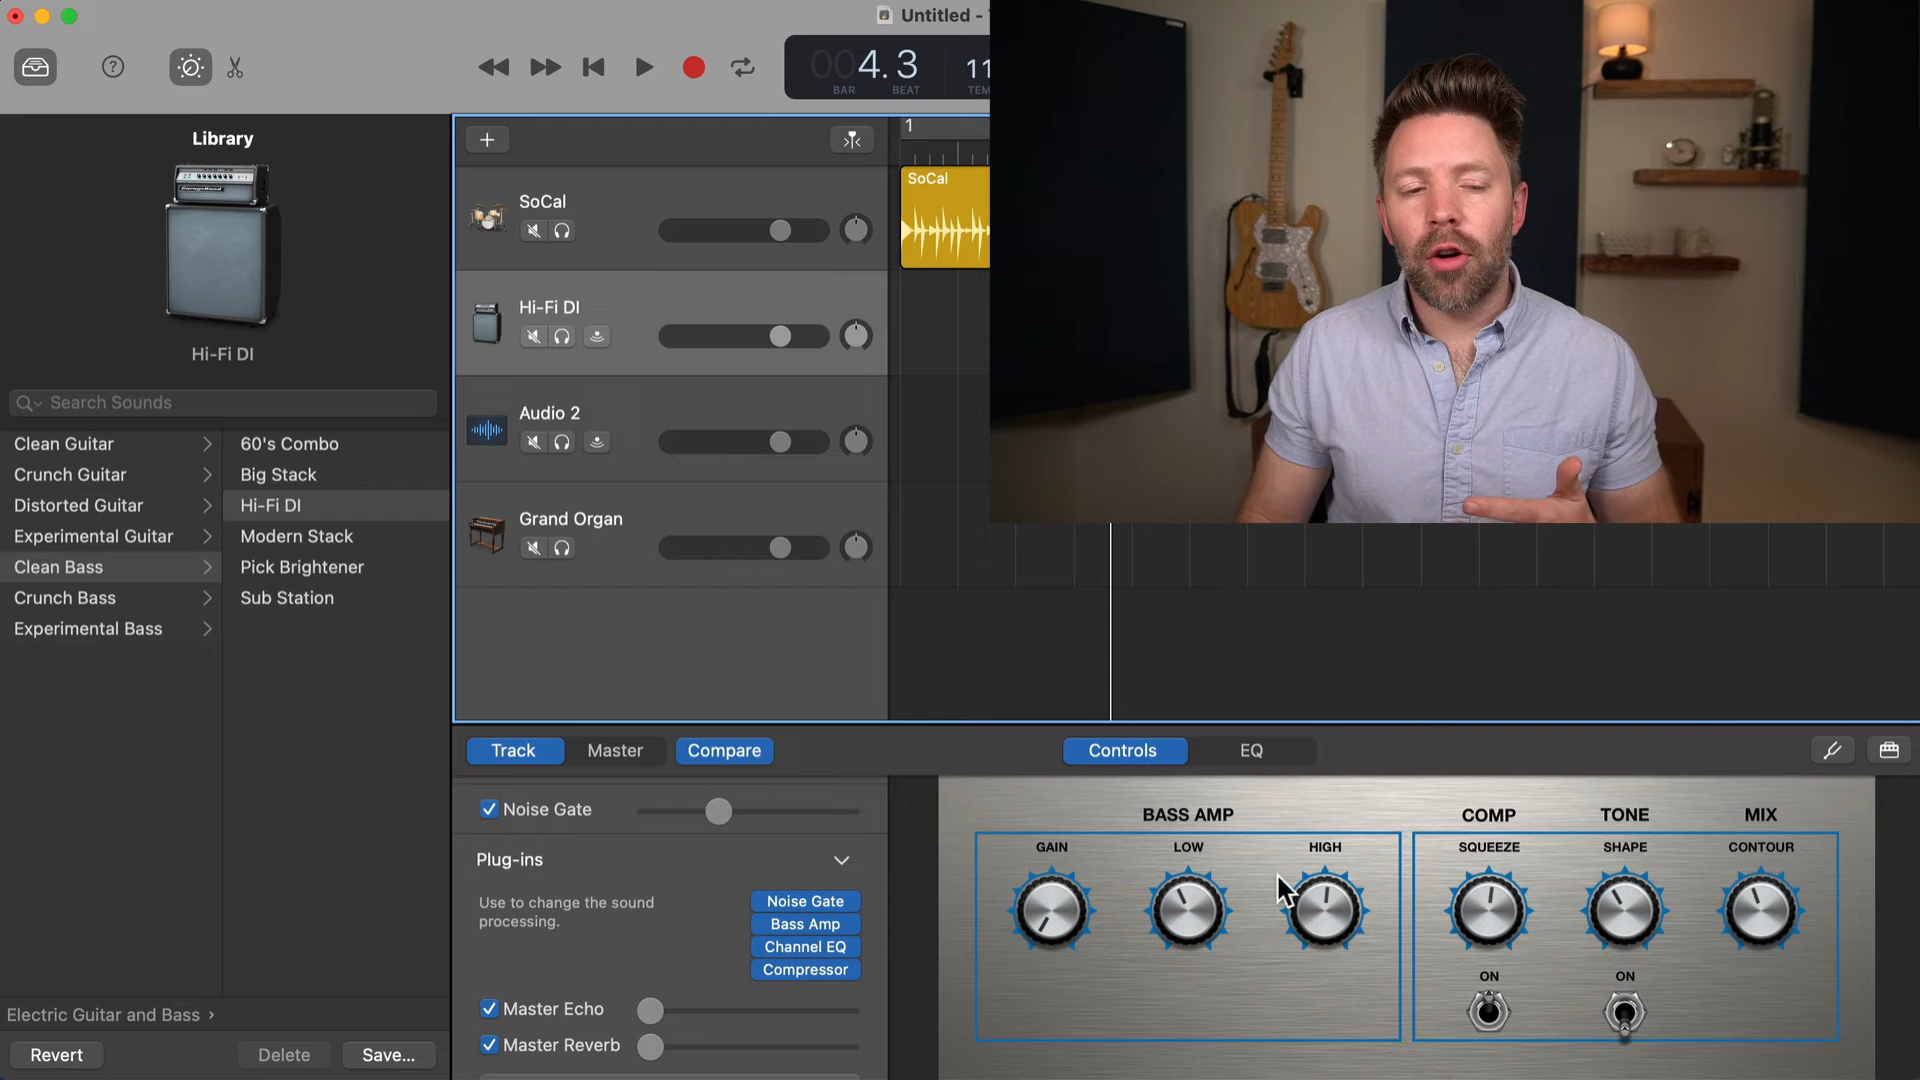 Untitled -
004.3
BAR
BEAT
11
TEM
Library
Hi-Fi DI
Search Sounds
Clean Guitar
Crunch Guitar
Distorted Guitar
Experimental Guitar
Clean Bass
Crunch Bass
Experimental Bass
60's Combo
Big Stack
Hi-Fi DI
Modern Stack
Pick Brightener
Sub Station
Electric Guitar and Bass
Revert
Delete
Save...
1
SoCal
SoCal
Hi-Fi DI
Audio 2
Grand Organ
Track
Master
Compare
Controls
EQ
Noise Gate
Plug-ins
Use to change the sound
processing.
Noise Gate
Bass Amp
Channel EQ
Compressor
Master Echo
Master Reverb
BASS AMP
COMP
TONE
MIX
GAIN
LOW
HIGH
SQUEEZE
SHAPE
CONTOUR
ON
ON